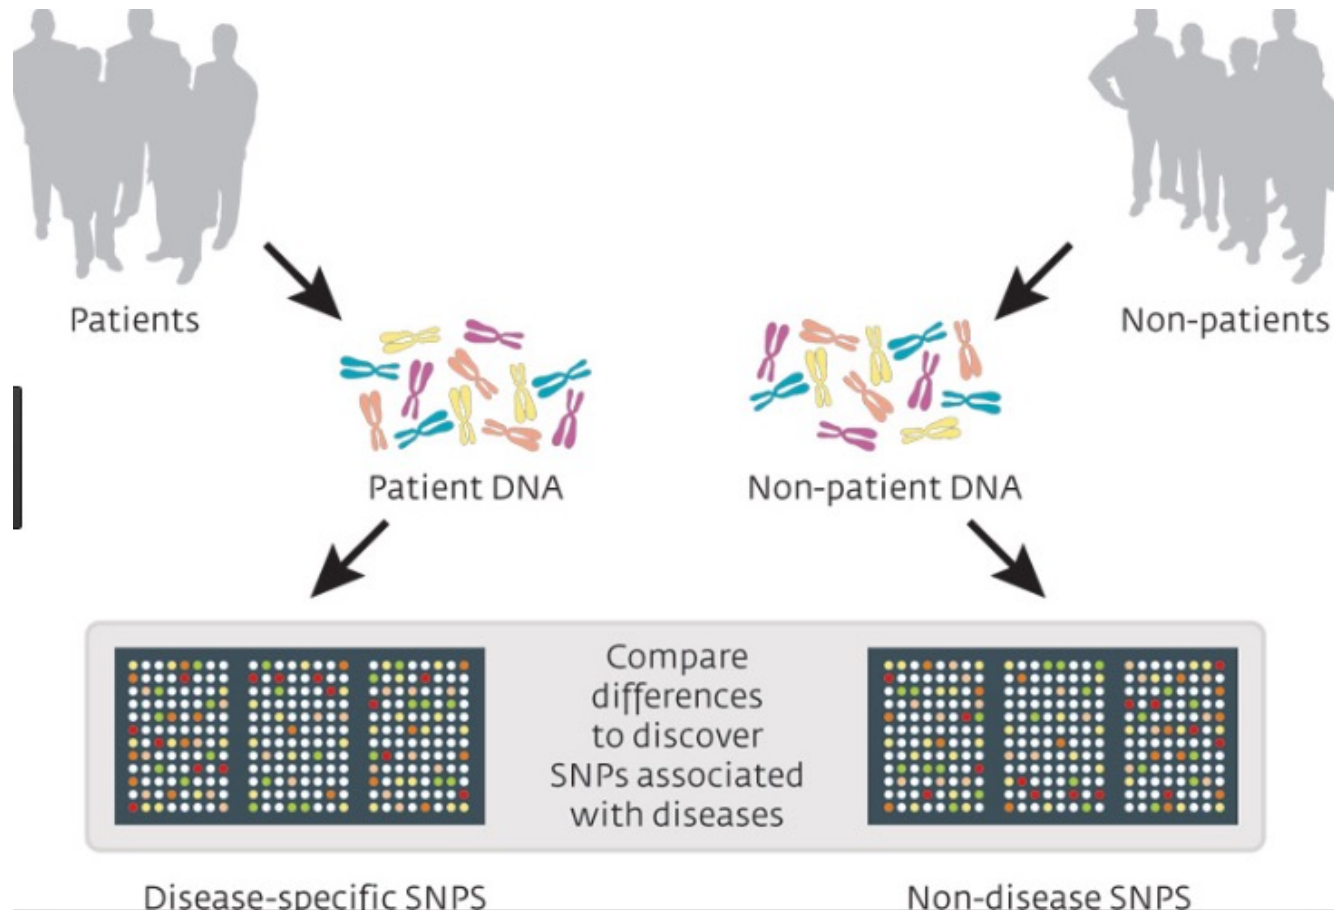 Patients
Non-patients
Patient DNA
Non-patient DNA
Compare
differences
to discover
SNPs associated
with diseases
Disease-specific SNPS
Non-disease SNPS